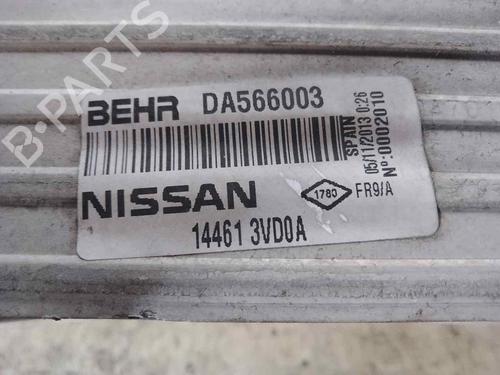 B-Parts
BEHR DA566003
SPAIN
05/11/2013 0:26
Nº:0002010
NISSAN
1780
FR9/A
14461 3VD0A